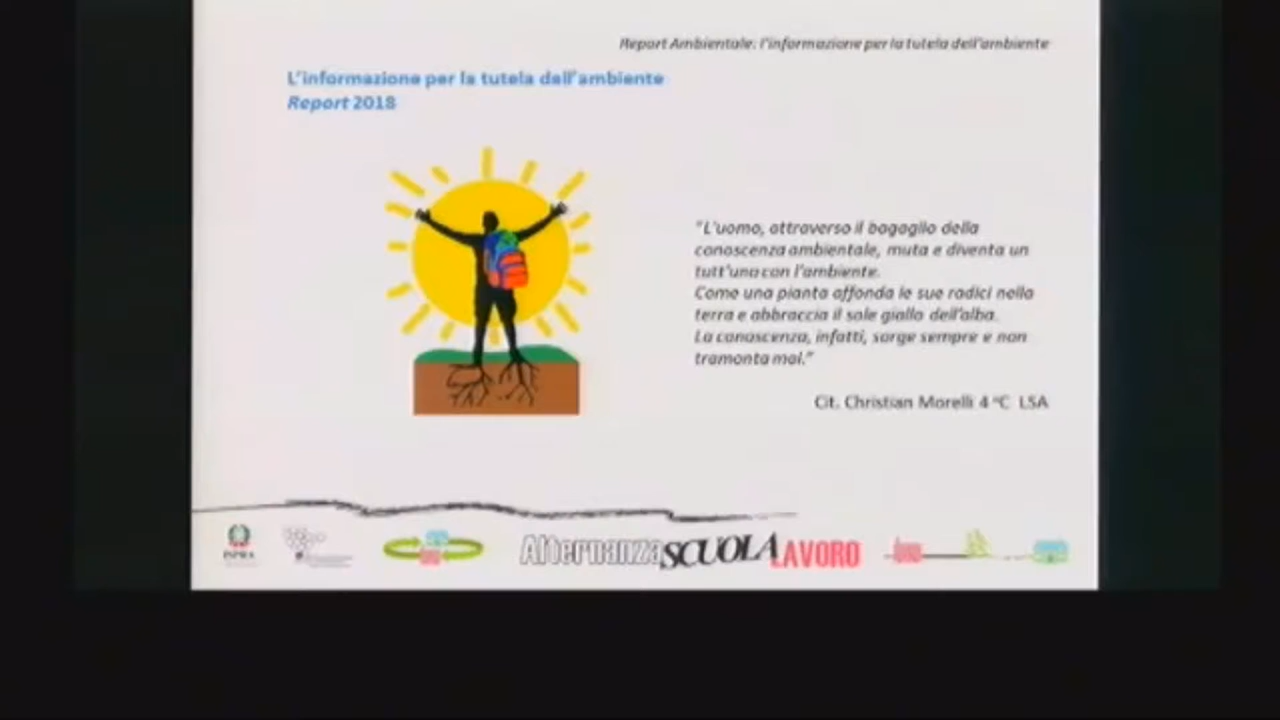 Report Ambientale: l'informazione per la tutela dell'ambiente
L'informazione per la tutela dell'ambiente
Report 2018
"L'uomo, attraverso il bagaglio della
conoscenza ambientale, muta e diventa un
tutt'uno con l'ambiente.
Come una pianta affonda le sue radici nella
terra e abbraccia il sole giallo dell'alba.
La conoscenza, infatti, sorge sempre e non
tramonta mai."
Cit. Christian Morelli 4 °C LSA
ISPRA
Alternanza SCUOLA LAVORO